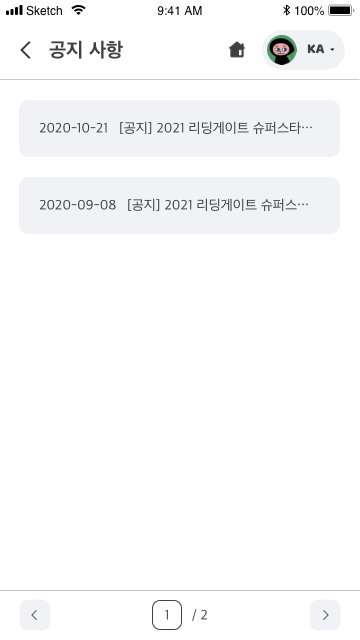 Sketch 9:41 AM 100%
공지 사항 KA
2020-10-21 [공지] 2021 리딩게이트 슈퍼스타···
2020-09-08 [공지] 2021 리딩게이트 슈퍼스···
1 / 2